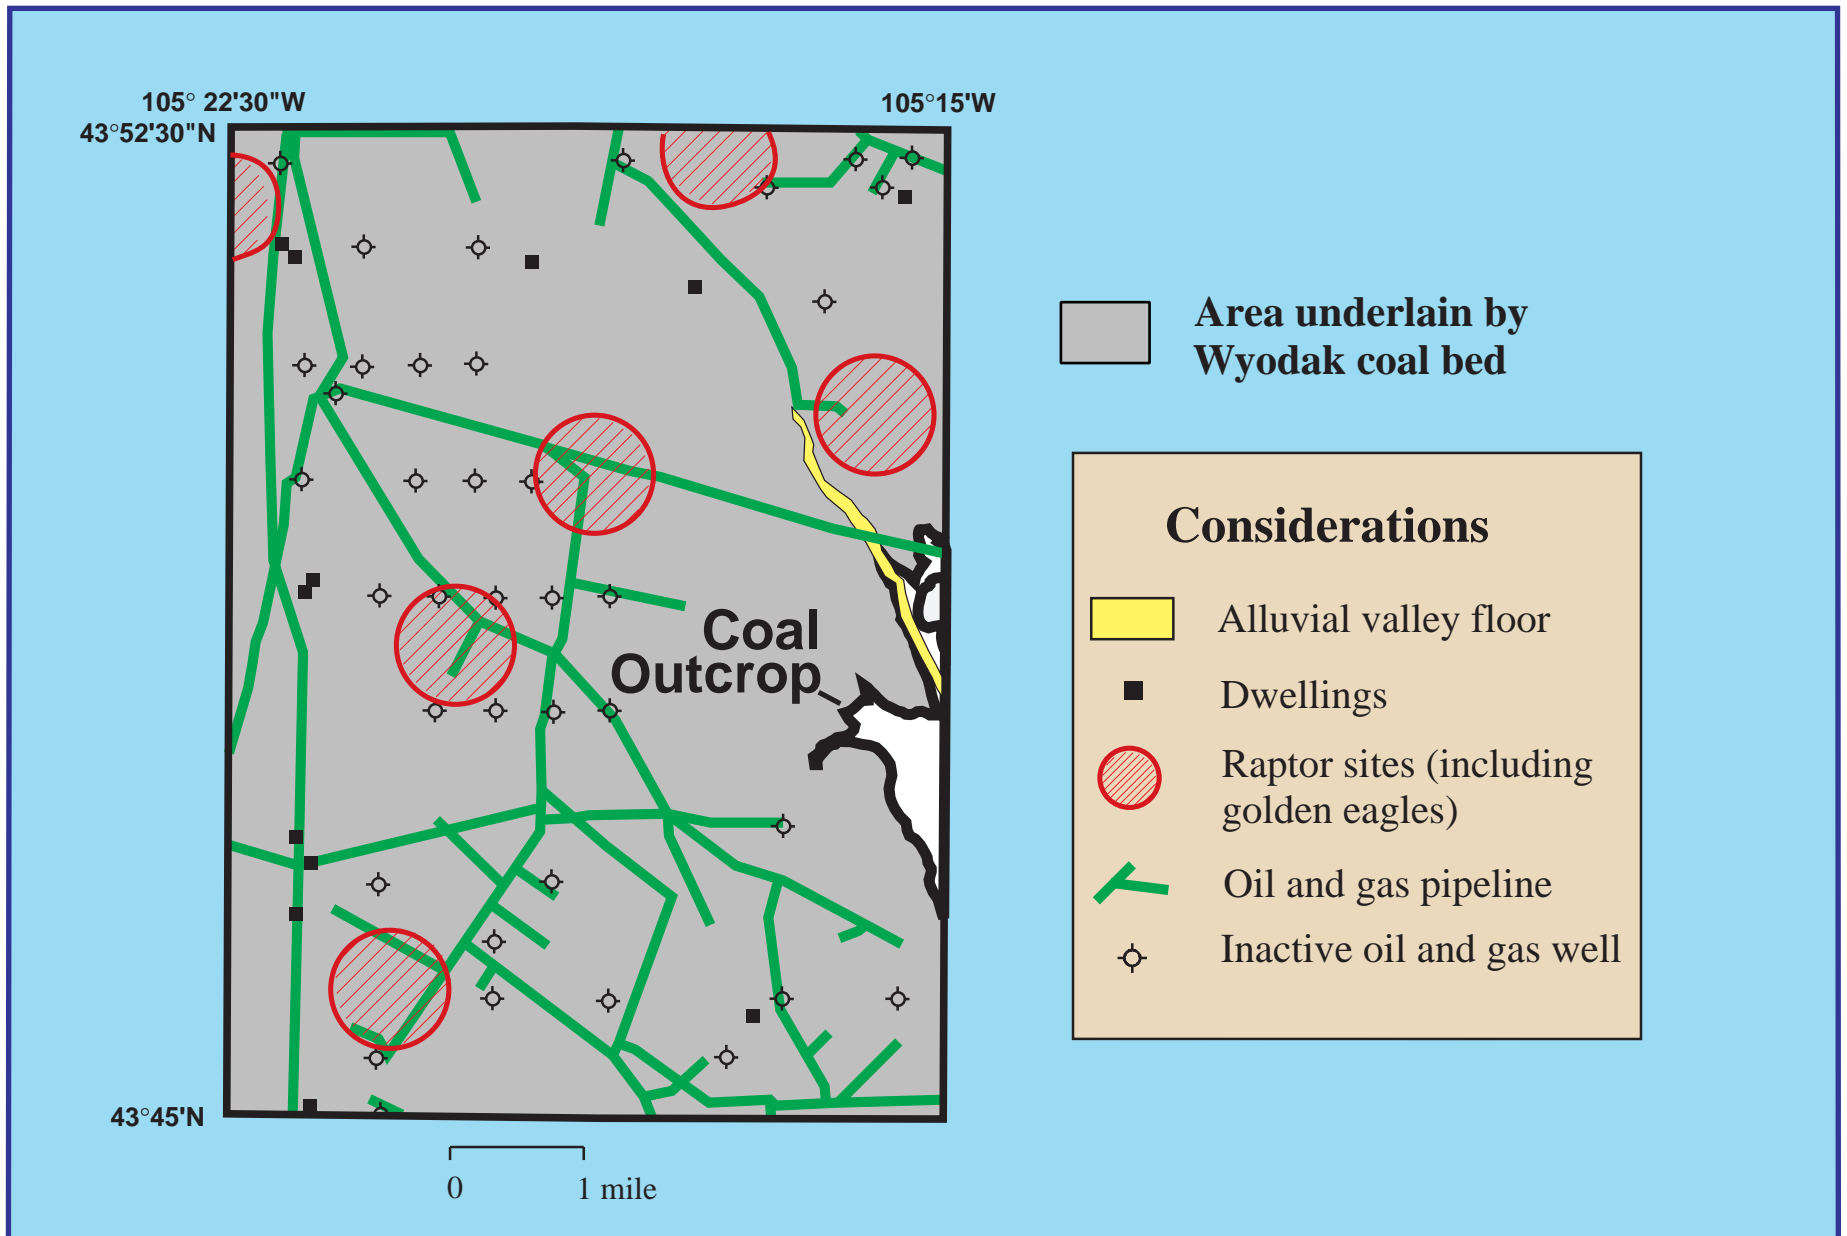 105° 22'30"W
105°15'W
43°52'30"N
Area underlain by
Wyodak coal bed
Considerations
Alluvial valley floor
Coal
Outcrop
Dwellings
Raptor sites (including
golden eagles)
Oil and gas pipeline
Inactive oil and gas well
43°45'N
0 1 mile